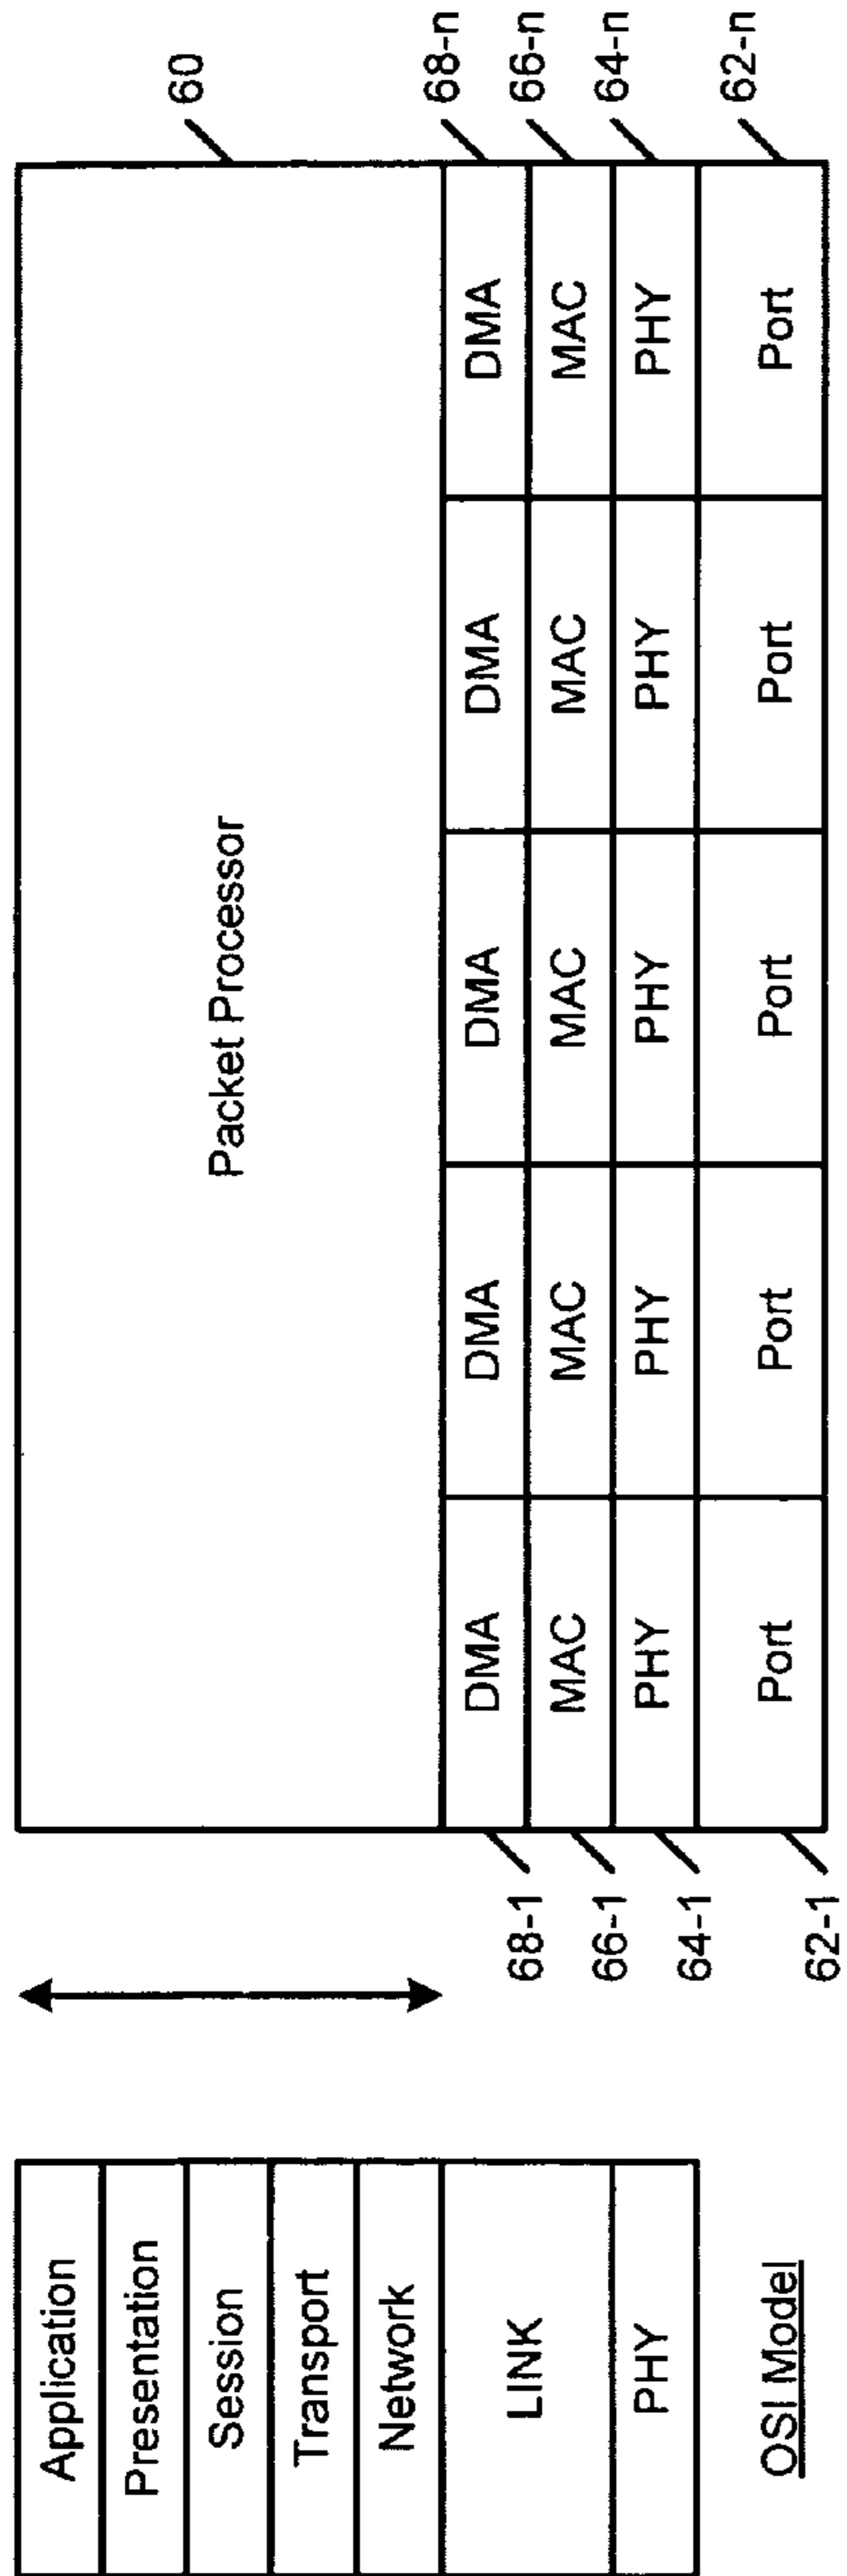 Application
Presentation
Session
Transport
Network
LINK
PHY
OSI Model
Packet Processor
60
DMA DMA DMA DMA DMA
68-1
68-n
MAC MAC MAC MAC MAC
66-1
66-n
PHY PHY PHY PHY PHY
64-1
64-n
Port Port Port Port Port
62-1
62-n